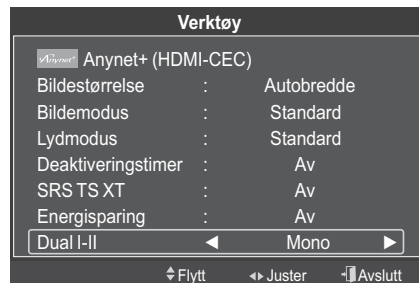 Verktøy
Anynet+ Anynet+ (HDMI-CEC)
Bildestørrelse : Autobredde
Bildemodus : Standard
Lydmodus : Standard
Deaktiveringstimer : Av
SRS TS XT : Av
Energisparing : Av
Dual I-II ◄ Mono ►
Flytt Juster Avslutt